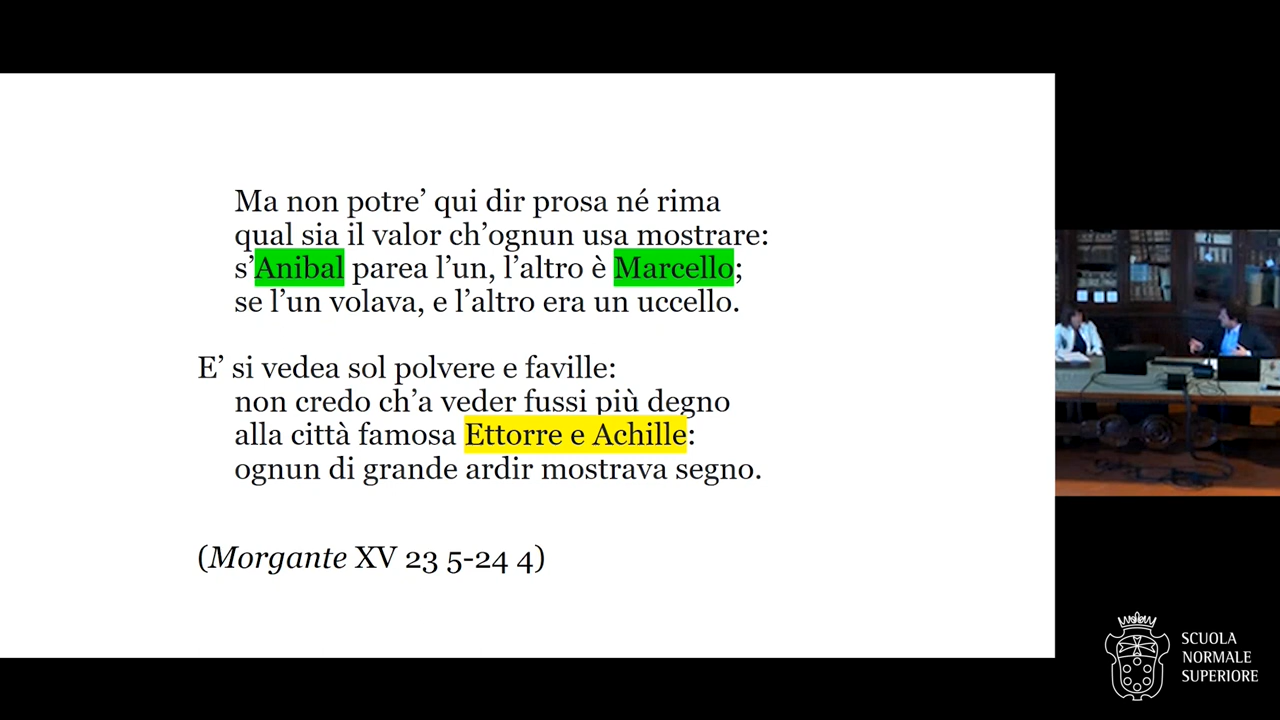 Ma non potre’ qui dir prosa né rima
qual sia il valor ch’ognun usa mostrare:
s’Anibal parea l’un, l’altro è Marcello;
se l’un volava, e l’altro era un uccello.
E’ si vedea sol polvere e faville:
non credo ch’a veder fussi più degno
alla città famosa Ettorre e Achille:
ognun di grande ardir mostrava segno.
(Morgante XV 23 5-24 4)
SCUOLA
NORMALE
SUPERIORE